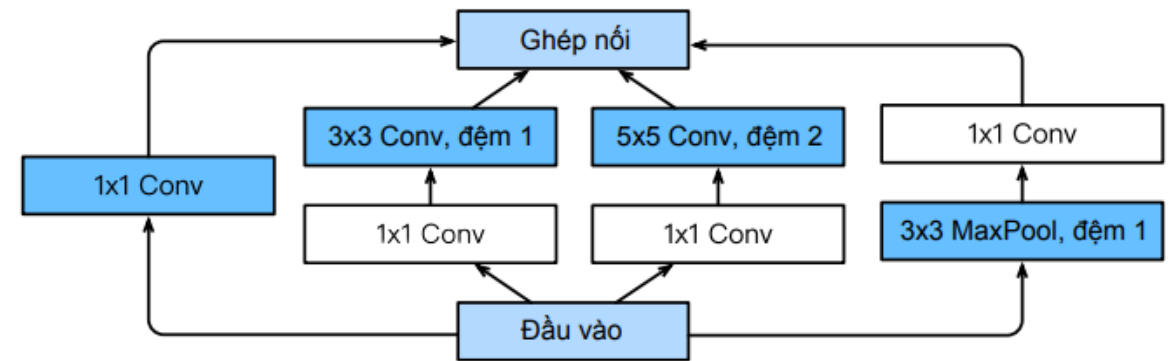 Ghép nối
3x3 Conv, đệm 1
5x5 Conv, đệm 2
1x1 Conv
1x1 Conv
1x1 Conv
1x1 Conv
3x3 MaxPool, đệm 1
Đầu vào